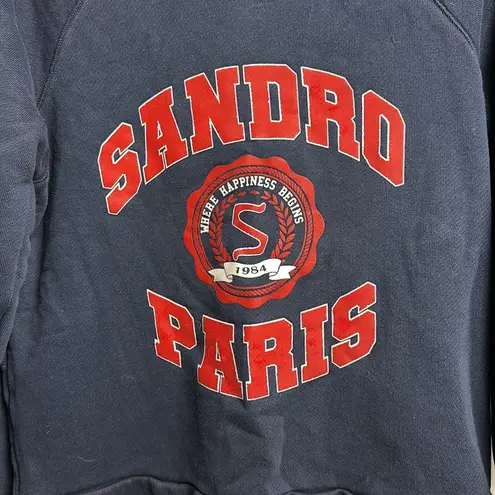 SANDRO
WHERE HAPPINESS BEGINS
S
1984
PARIS